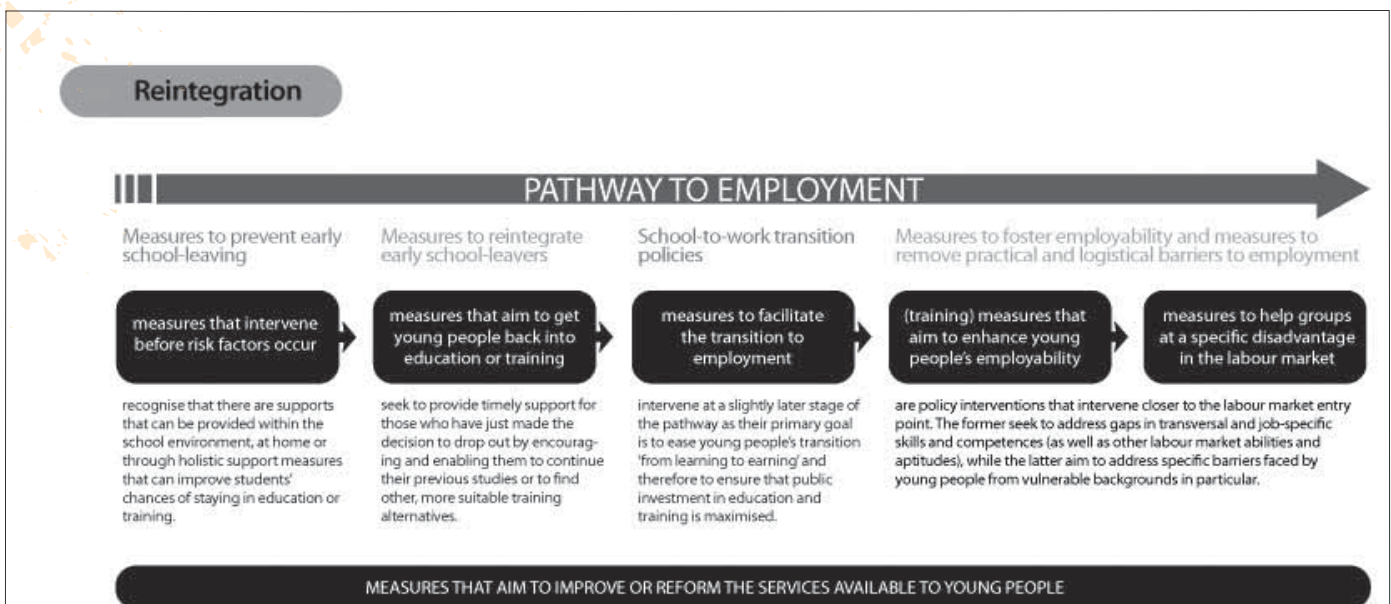 Reintegration
PATHWAY TO EMPLOYMENT
Measures to prevent early
school-leaving
Measures to reintegrate
early school-leavers
School-to-work transition
policies
Measures to foster employability and measures to
remove practical and logistical barriers to employment
measures that intervene
before risk factors occur
measures that aim to get
young people back into
education or training
measures to facilitate
the transition to
employment
(training) measures that
aim to enhance young
people's employability
measures to help groups
at a specific disadvantage
in the labour market
recognise that there are supports
that can be provided within the
school environment, at home or
through holistic support measures
that can improve students'
chances of staying in education or
training.
seek to provide timely support for
those who have just made the
decision to drop out by encourag-
ing and enabling them to continue
their previous studies or to find
other, more suitable training
alternatives.
intervene at a slightly later stage of
the pathway as their primary goal
is to ease young people's transition
'from learning to earning' and
therefore to ensure that public
investment in education and
training is maximised.
are policy interventions that intervene closer to the labour market entry
point. The former seek to address gaps in transversal and job-specific
skills and competences (as well as other labour market abilities and
aptitudes), while the latter aim to address specific barriers faced by
young people from vulnerable backgrounds in particular.
MEASURES THAT AIM TO IMPROVE OR REFORM THE SERVICES AVAILABLE TO YOUNG PEOPLE